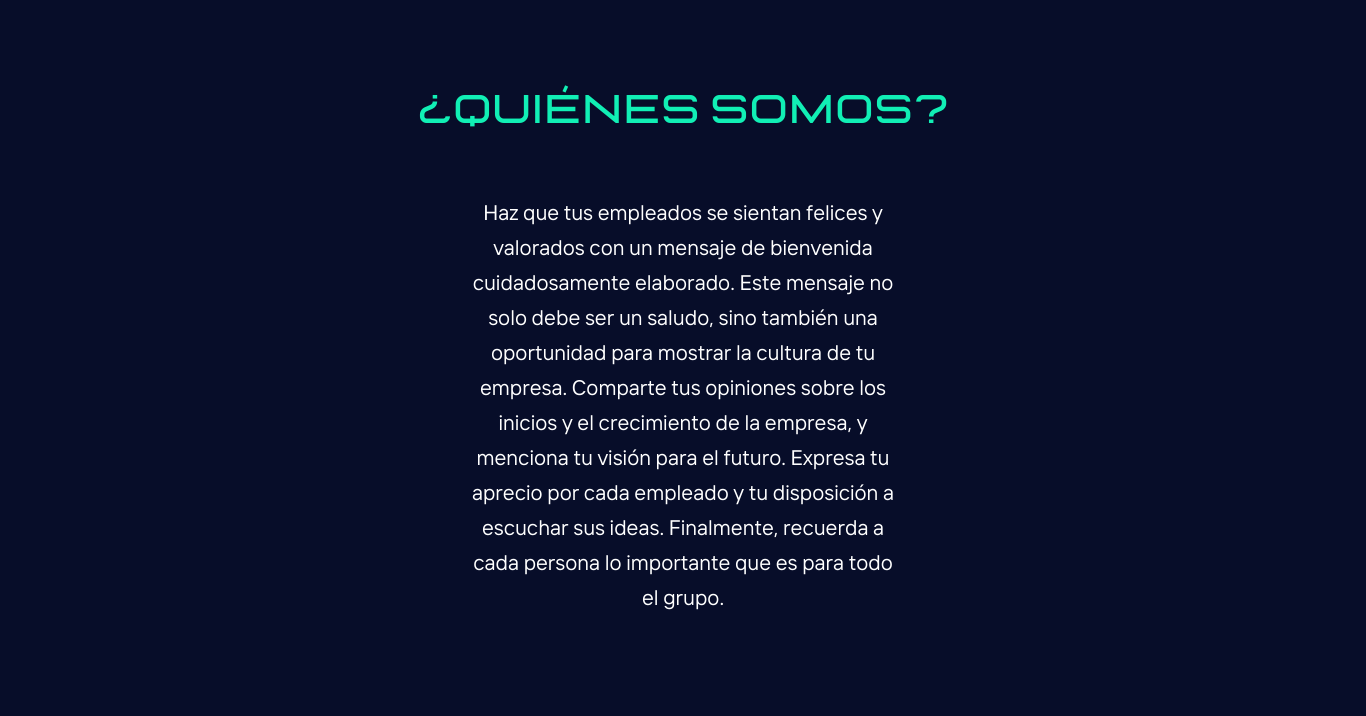 ¿QUIÉNES SOMOS?
Haz que tus empleados se sientan felices y
valorados con un mensaje de bienvenida
cuidadosamente elaborado. Este mensaje no
solo debe ser un saludo, sino también una
oportunidad para mostrar la cultura de tu
empresa. Comparte tus opiniones sobre los
inicios y el crecimiento de la empresa, y
menciona tu visión para el futuro. Expresa tu
aprecio por cada empleado y tu disposición a
escuchar sus ideas. Finalmente, recuerda a
cada persona lo importante que es para todo
el grupo.